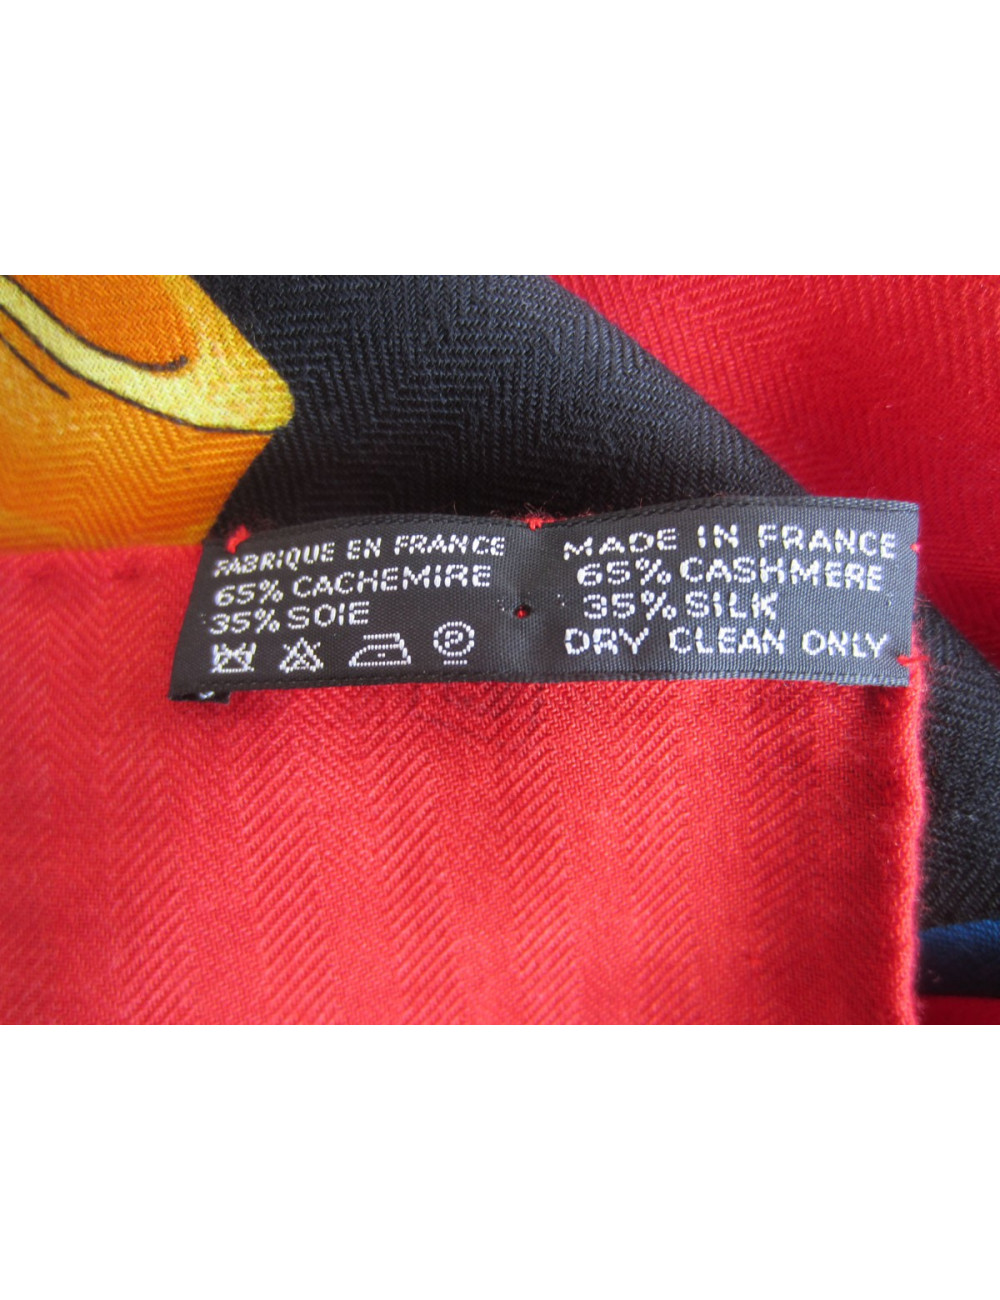 FABRIQUE EN FRANCE
65% CACHEMIRE
35% SOIE
P
MADE IN FRANCE
65% CASHMERE
35% SILK
DRY CLEAN ONLY